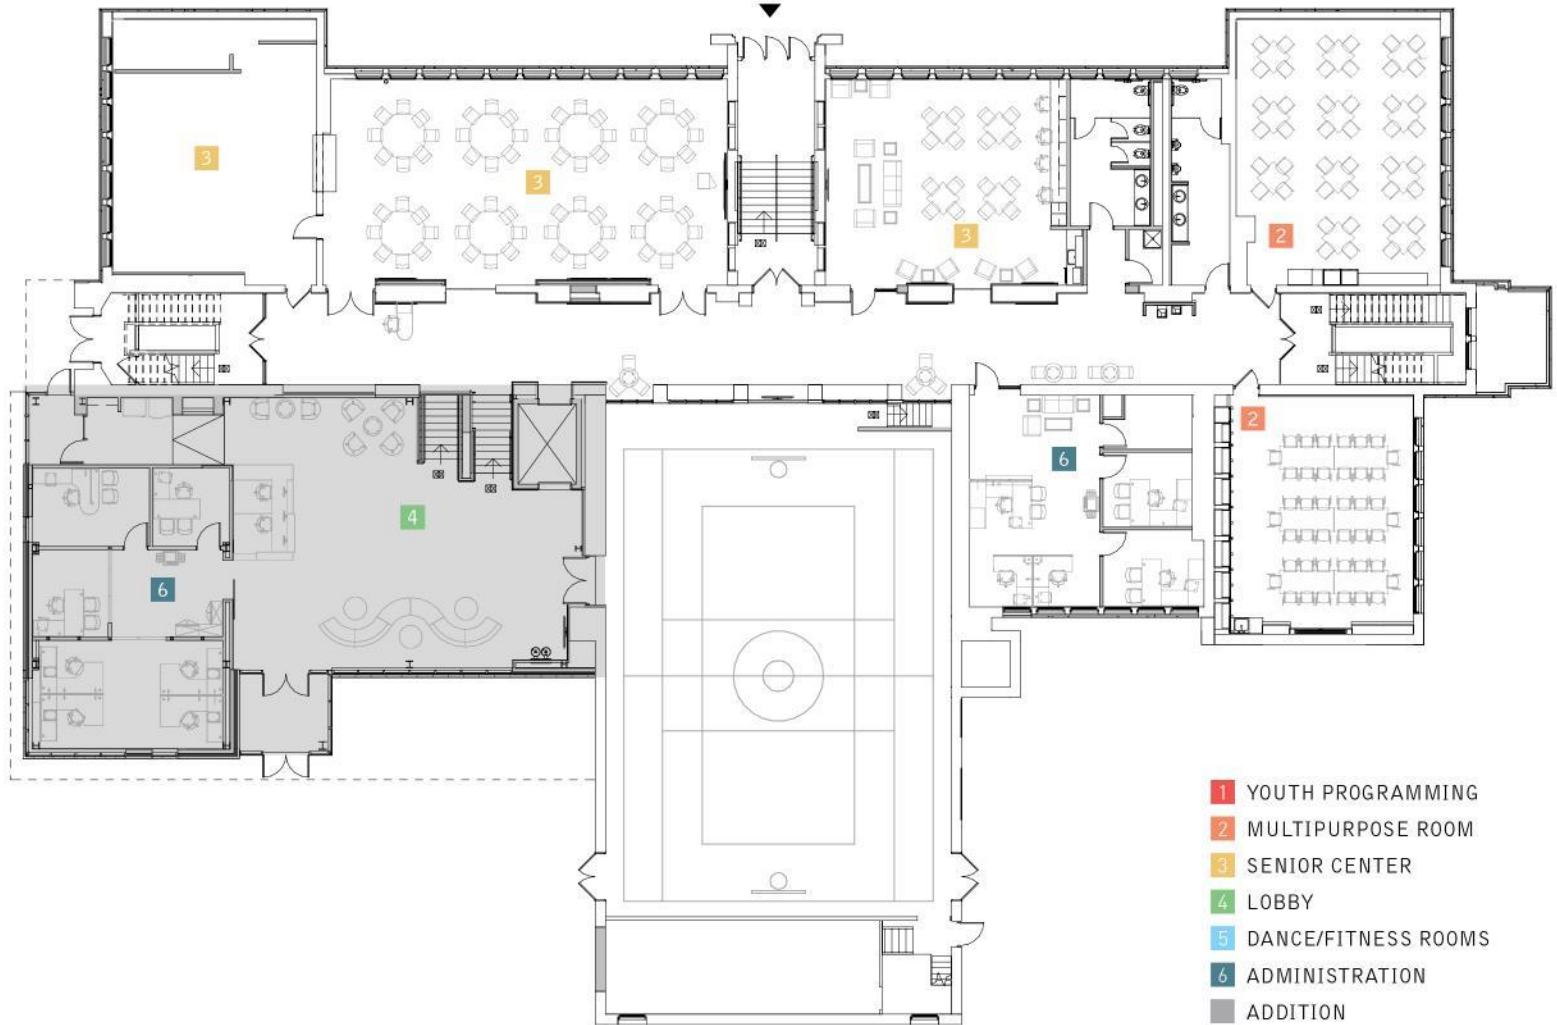 3
3
3
2
2
6
4
6
1 YOUTH PROGRAMMING
2 MULTIPURPOSE ROOM
3 SENIOR CENTER
4 LOBBY
5 DANCE/FITNESS ROOMS
6 ADMINISTRATION
ADDITION